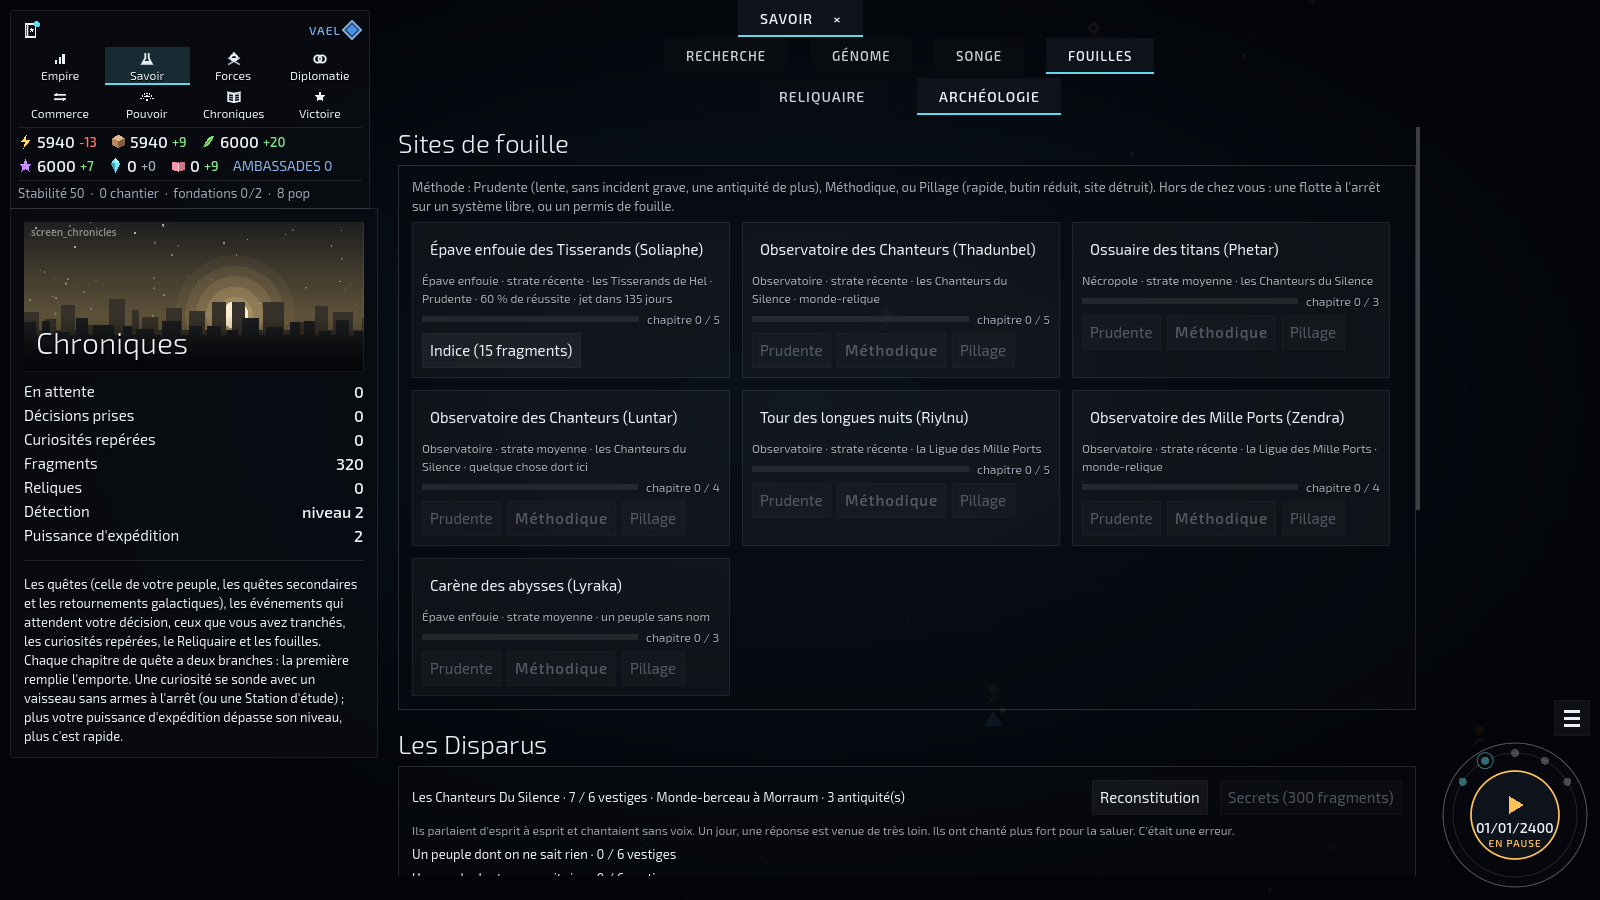 VAEL
Empire
Savoir
Forces
Diplomatie
Commerce
Pouvoir
Chroniques
Victoire
5940 -13 5940 +9 6000 +20
6000 +7 0 +0 0 +9 AMBASSADES 0
Stabilité 50 · 0 chantier · fondations 0/2 · 8 pop
screen_chronicles
Chroniques
En attente 0
Décisions prises 0
Curiosités repérées 0
Fragments 320
Reliques 0
Détection niveau 2
Puissance d'expédition 2
Les quêtes (celle de votre peuple, les quêtes secondaires
et les retournements galactiques), les événements qui
attendent votre décision, ceux que vous avez tranchés,
les curiosités repérées, le Reliquaire et les fouilles.
Chaque chapitre de quête a deux branches : la première
remplie l'emporte. Une curiosité se sonde avec un
vaisseau sans armes à l'arrêt (ou une Station d'étude) ;
plus votre puissance d'expédition dépasse son niveau,
plus c'est rapide.
SAVOIR ×
RECHERCHE GÉNOME SONGE FOUILLES
RELIQUAIRE ARCHÉOLOGIE
Sites de fouille
Méthode : Prudente (lente, sans incident grave, une antiquité de plus), Méthodique, ou Pillage (rapide, butin réduit, site détruit). Hors de chez vous : une flotte à l'arrêt
sur un système libre, ou un permis de fouille.
Épave enfouie des Tisserands (Soliaphe)
Épave enfouie · strate récente · les Tisserands de Hel ·
Prudente · 60 % de réussite · jet dans 135 jours
chapitre 0 / 5
Indice (15 fragments)
Observatoire des Chanteurs (Thadunbel)
Observatoire · strate récente · les Chanteurs du
Silence · monde-relique
chapitre 0 / 5
Prudente Méthodique Pillage
Ossuaire des titans (Phetar)
Nécropole · strate moyenne · les Chanteurs du Silence
chapitre 0 / 3
Prudente Méthodique Pillage
Observatoire des Chanteurs (Luntar)
Observatoire · strate moyenne · les Chanteurs du
Silence · quelque chose dort ici
chapitre 0 / 4
Prudente Méthodique Pillage
Tour des longues nuits (Riylnu)
Observatoire · strate récente · la Ligue des Mille Ports
chapitre 0 / 5
Prudente Méthodique Pillage
Observatoire des Mille Ports (Zendra)
Observatoire · strate récente · la Ligue des Mille Ports ·
monde-relique
chapitre 0 / 4
Prudente Méthodique Pillage
Carène des abysses (Lyraka)
Épave enfouie · strate moyenne · un peuple sans nom
chapitre 0 / 3
Prudente Méthodique Pillage
Les Disparus
Les Chanteurs Du Silence · 7 / 6 vestiges · Monde-berceau à Morraum · 3 antiquité(s)
Reconstitution Secrets (300 fragments)
Ils parlaient d'esprit à esprit et chantaient sans voix. Un jour, une réponse est venue de très loin. Ils ont chanté plus fort pour la saluer. C'était une erreur.
Un peuple dont on ne sait rien · 0 / 6 vestiges
01/01/2400
EN PAUSE